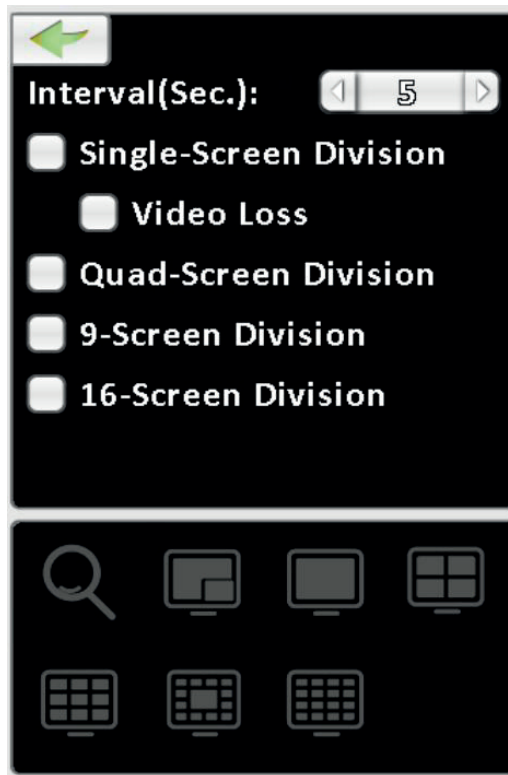 Interval(Sec.): 5
Single-Screen Division
Video Loss
Quad-Screen Division
9-Screen Division
16-Screen Division